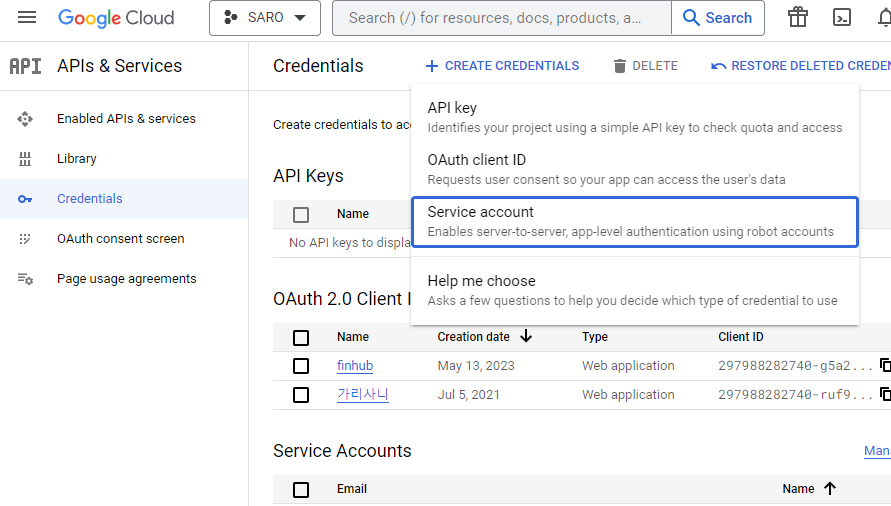 Google Cloud
SARO
Search (/) for resources, docs, products, a...
Search
API
APIs & Services
Credentials
CREATE CREDENTIALS
DELETE
RESTORE DELETED CREDEN
Enabled APIs & services
Library
Credentials
OAuth consent screen
Page usage agreements
Create credentials to acc
API key
Identifies your project using a simple API key to check quota and access
OAuth client ID
Requests user consent so your app can access the user's data
Service account
Enables server-to-server, app-level authentication using robot accounts
Help me choose
Asks a few questions to help you decide which type of credential to use
API Keys
Name
No API keys to displa
OAuth 2.0 Client I
Name Creation date Type Client ID
finhub May 13, 2023 Web application 297988282740-g5a2...
가리사니 Jul 5, 2021 Web application 297988282740-ruf9...
Service Accounts
Mana
Email Name